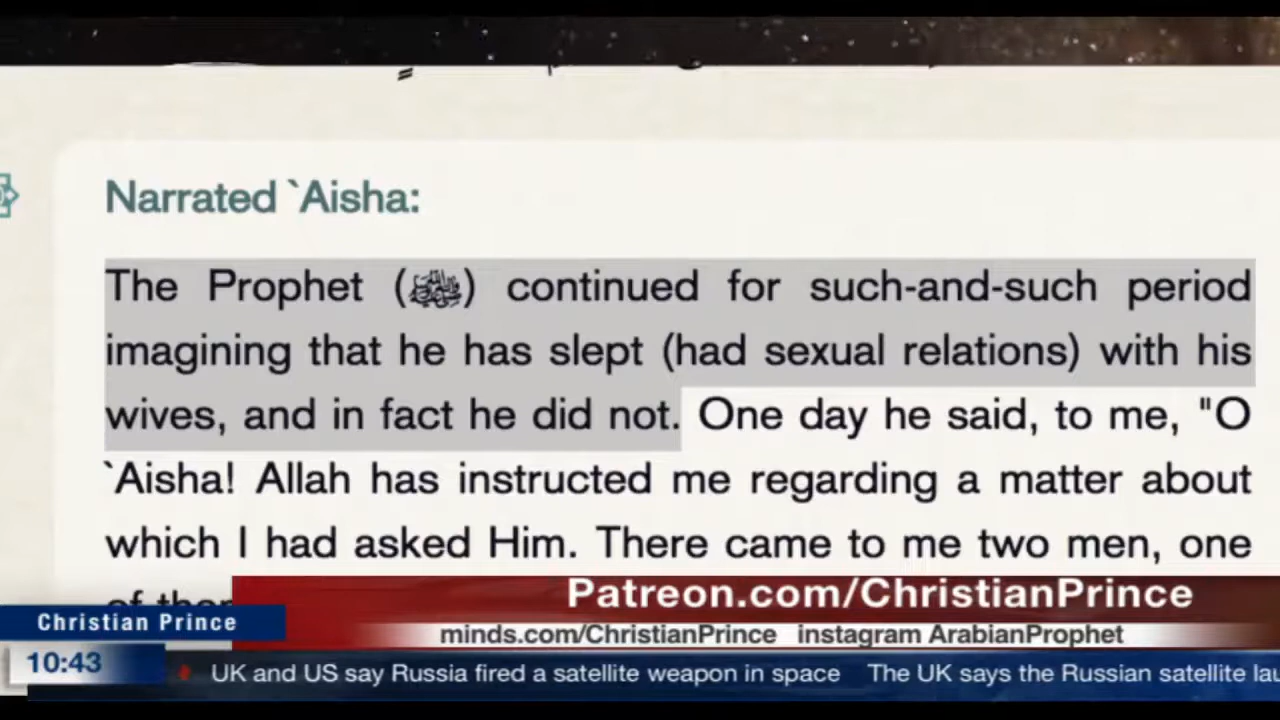 Narrated `Aisha:
The Prophet (ﷺ) continued for such-and-such period
imagining that he has slept (had sexual relations) with his
wives, and in fact he did not. One day he said, to me, "O
`Aisha! Allah has instructed me regarding a matter about
which I had asked Him. There came to me two men, one
of
Patreon.com/ChristianPrince
Christian Prince
minds.com/ChristianPrince instagram ArabianProphet
10:43
UK and US say Russia fired a satellite weapon in space The UK says the Russian satellite